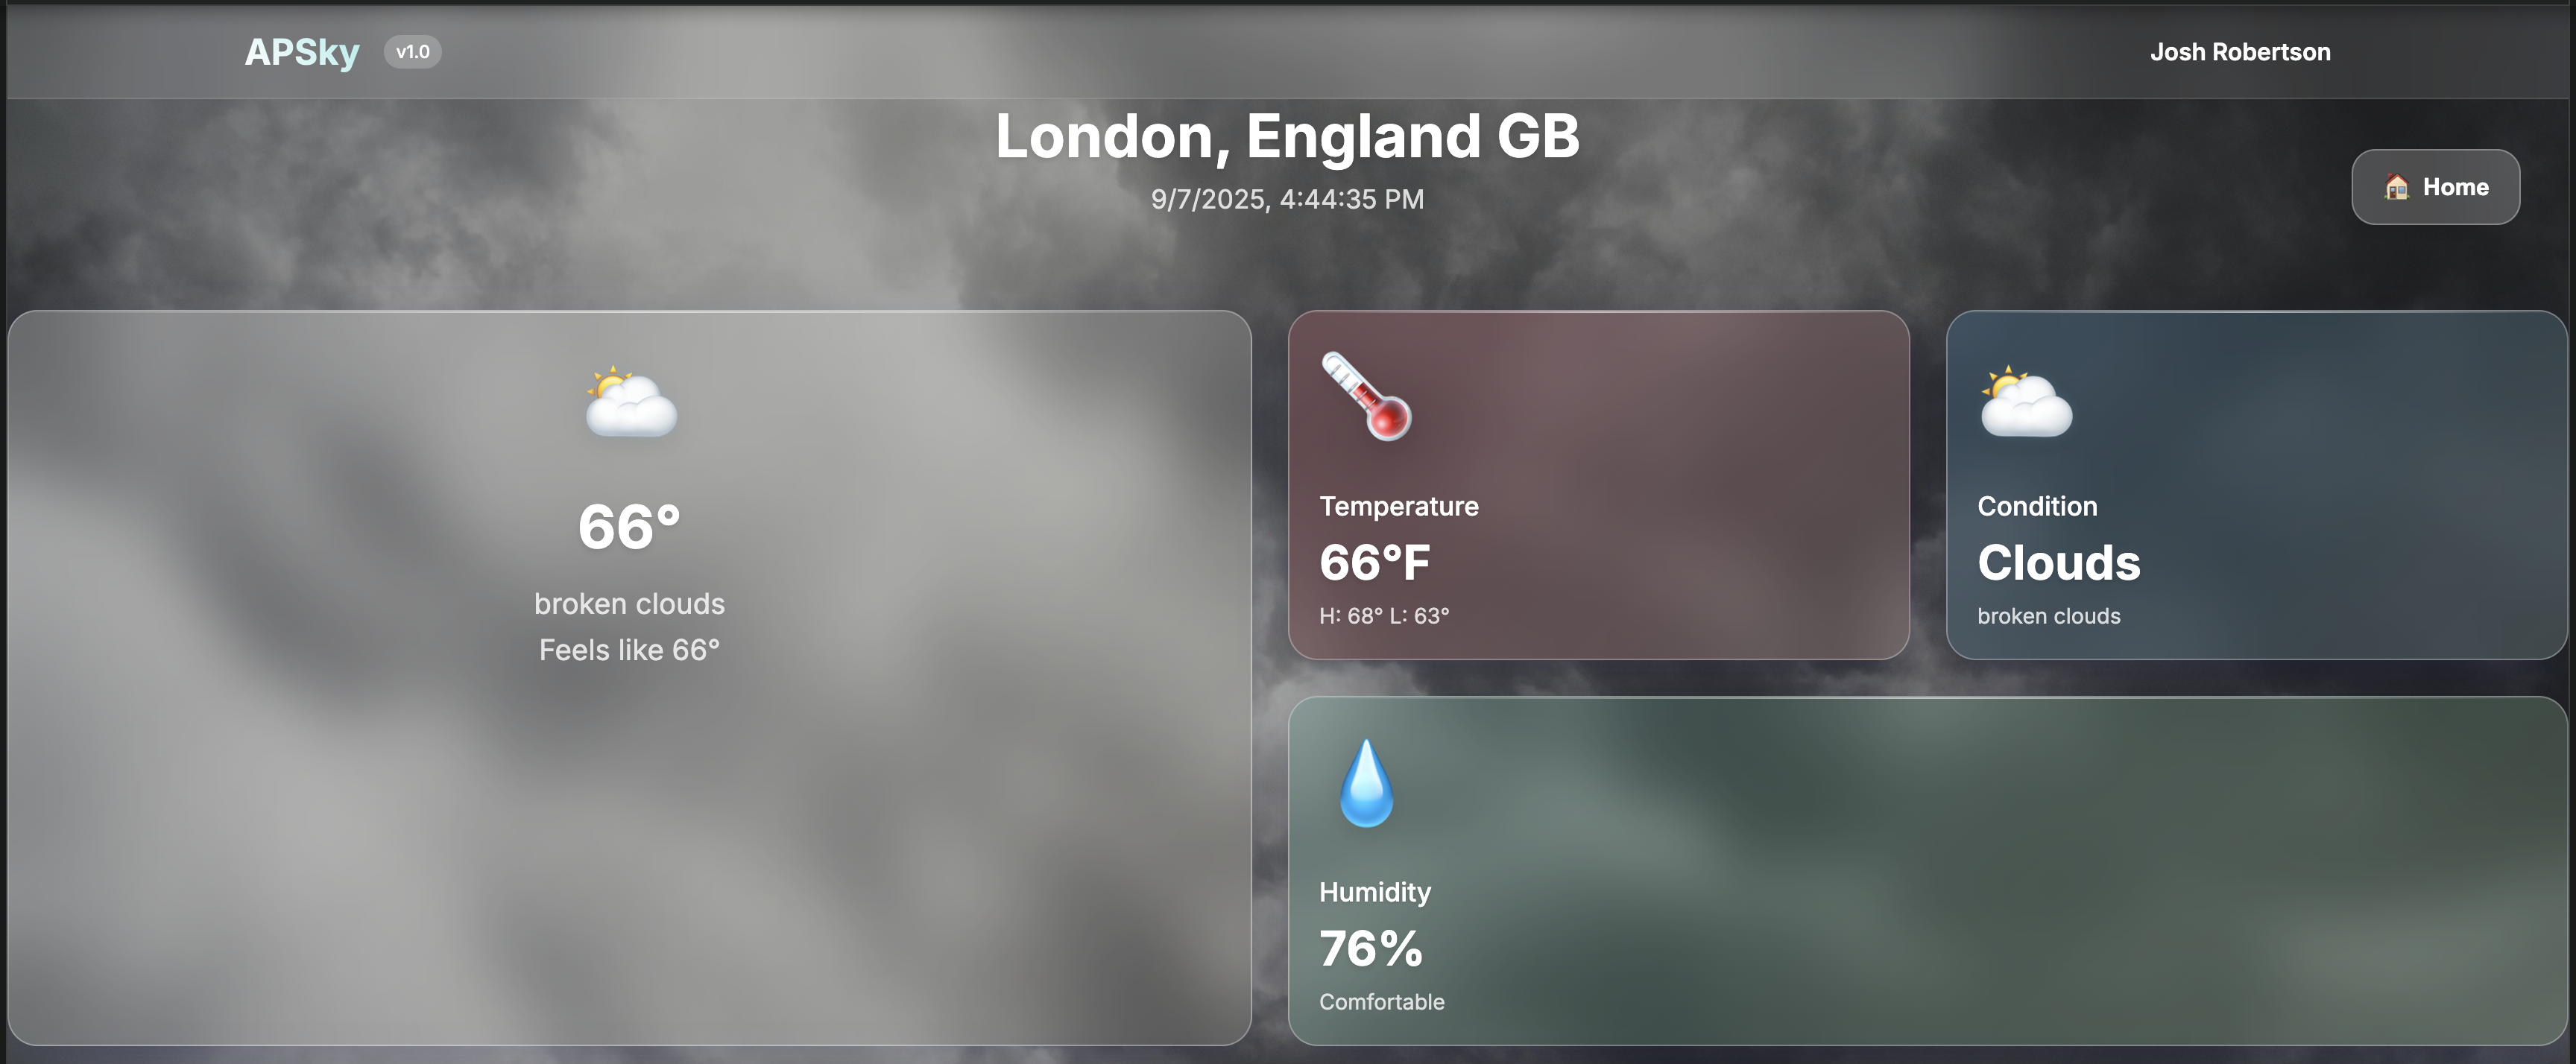 APSky v1.0
Josh Robertson
London, England GB
9/7/2025, 4:44:35 PM
Home
66°
broken clouds
Feels like 66°
Temperature
66°F
H: 68° L: 63°
Condition
Clouds
broken clouds
Humidity
76%
Comfortable